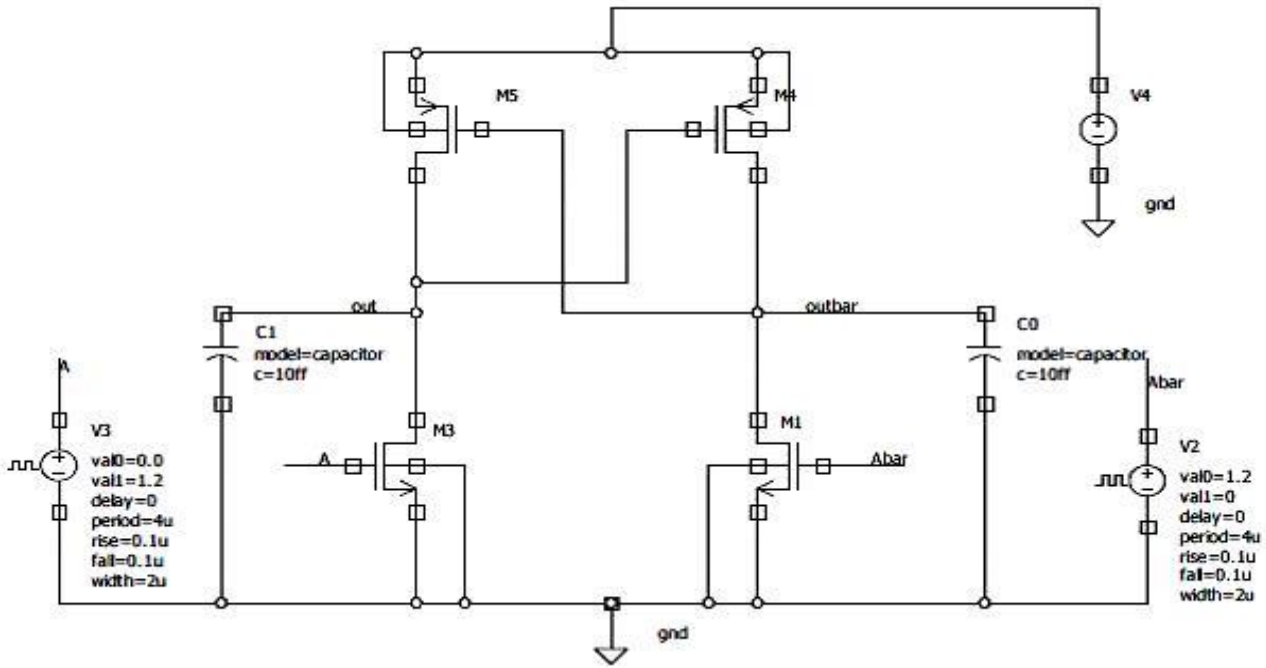 M5
M4
V4
gnd
out
outbar
C1
model=capacitor
c=10ff
C0
model=capacitor
c=10ff
A
Abar
V3
val0=0.0
val1=1.2
delay=0
period=4u
rise=0.1u
fall=0.1u
width=2u
A
M3
M1
Abar
V2
val0=1.2
val1=0
delay=0
period=4u
rise=0.1u
fall=0.1u
width=2u
gnd